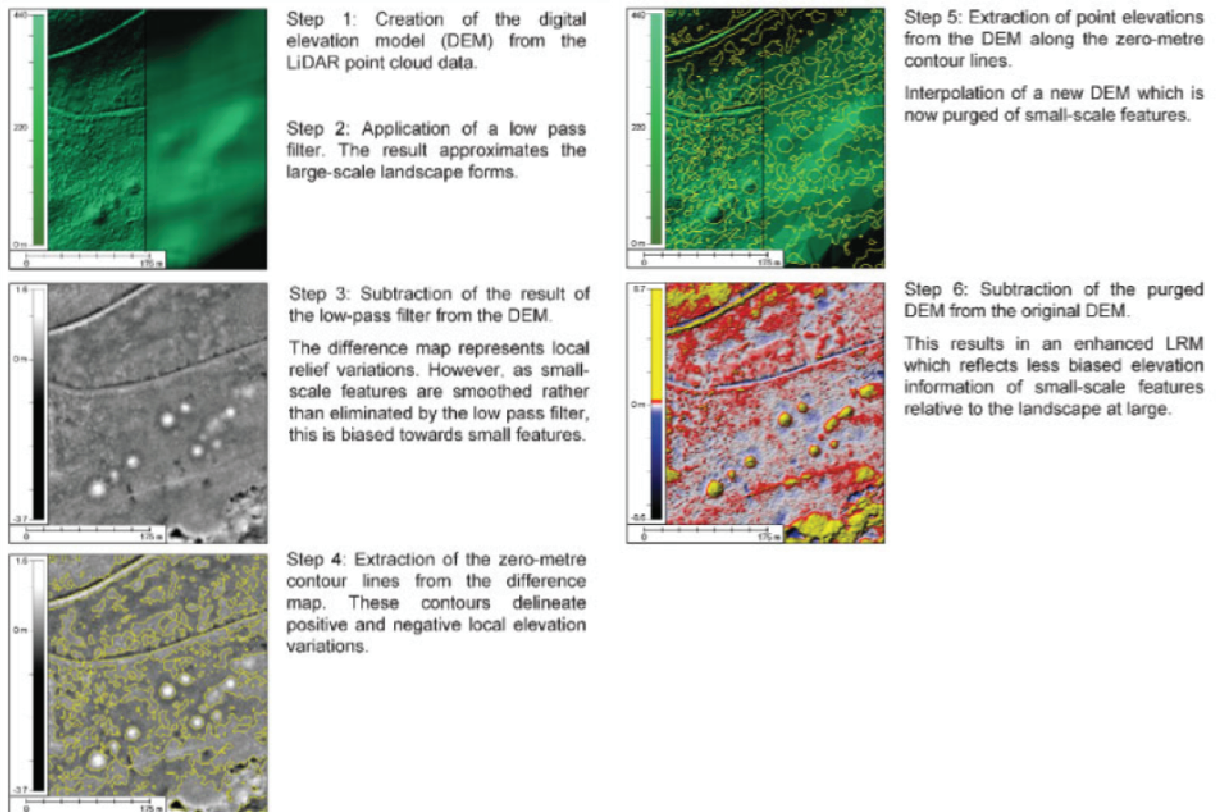 440
220
0 m
0
175 m
Step 1: Creation of the digital
elevation model (DEM) from the
LiDAR point cloud data.
Step 2: Application of a low pass
filter. The result approximates the
large-scale landscape forms.
1.6
0 m
-3.7
0
175 m
Step 3: Subtraction of the result of
the low-pass filter from the DEM.
The difference map represents local
relief variations. However, as small-
scale features are smoothed rather
than eliminated by the low pass filter,
this is biased towards small features.
1.6
0 m
-3.7
0
175 m
Step 4: Extraction of the zero-metre
contour lines from the difference
map. These contours delineate
positive and negative local elevation
variations.
440
220
0 m
0
175 m
Step 5: Extraction of point elevations
from the DEM along the zero-metre
contour lines.
Interpolation of a new DEM which is
now purged of small-scale features.
0 m
0
175 m
Step 6: Subtraction of the purged
DEM from the original DEM.
This results in an enhanced LRM
which reflects less biased elevation
information of small-scale features
relative to the landscape at large.